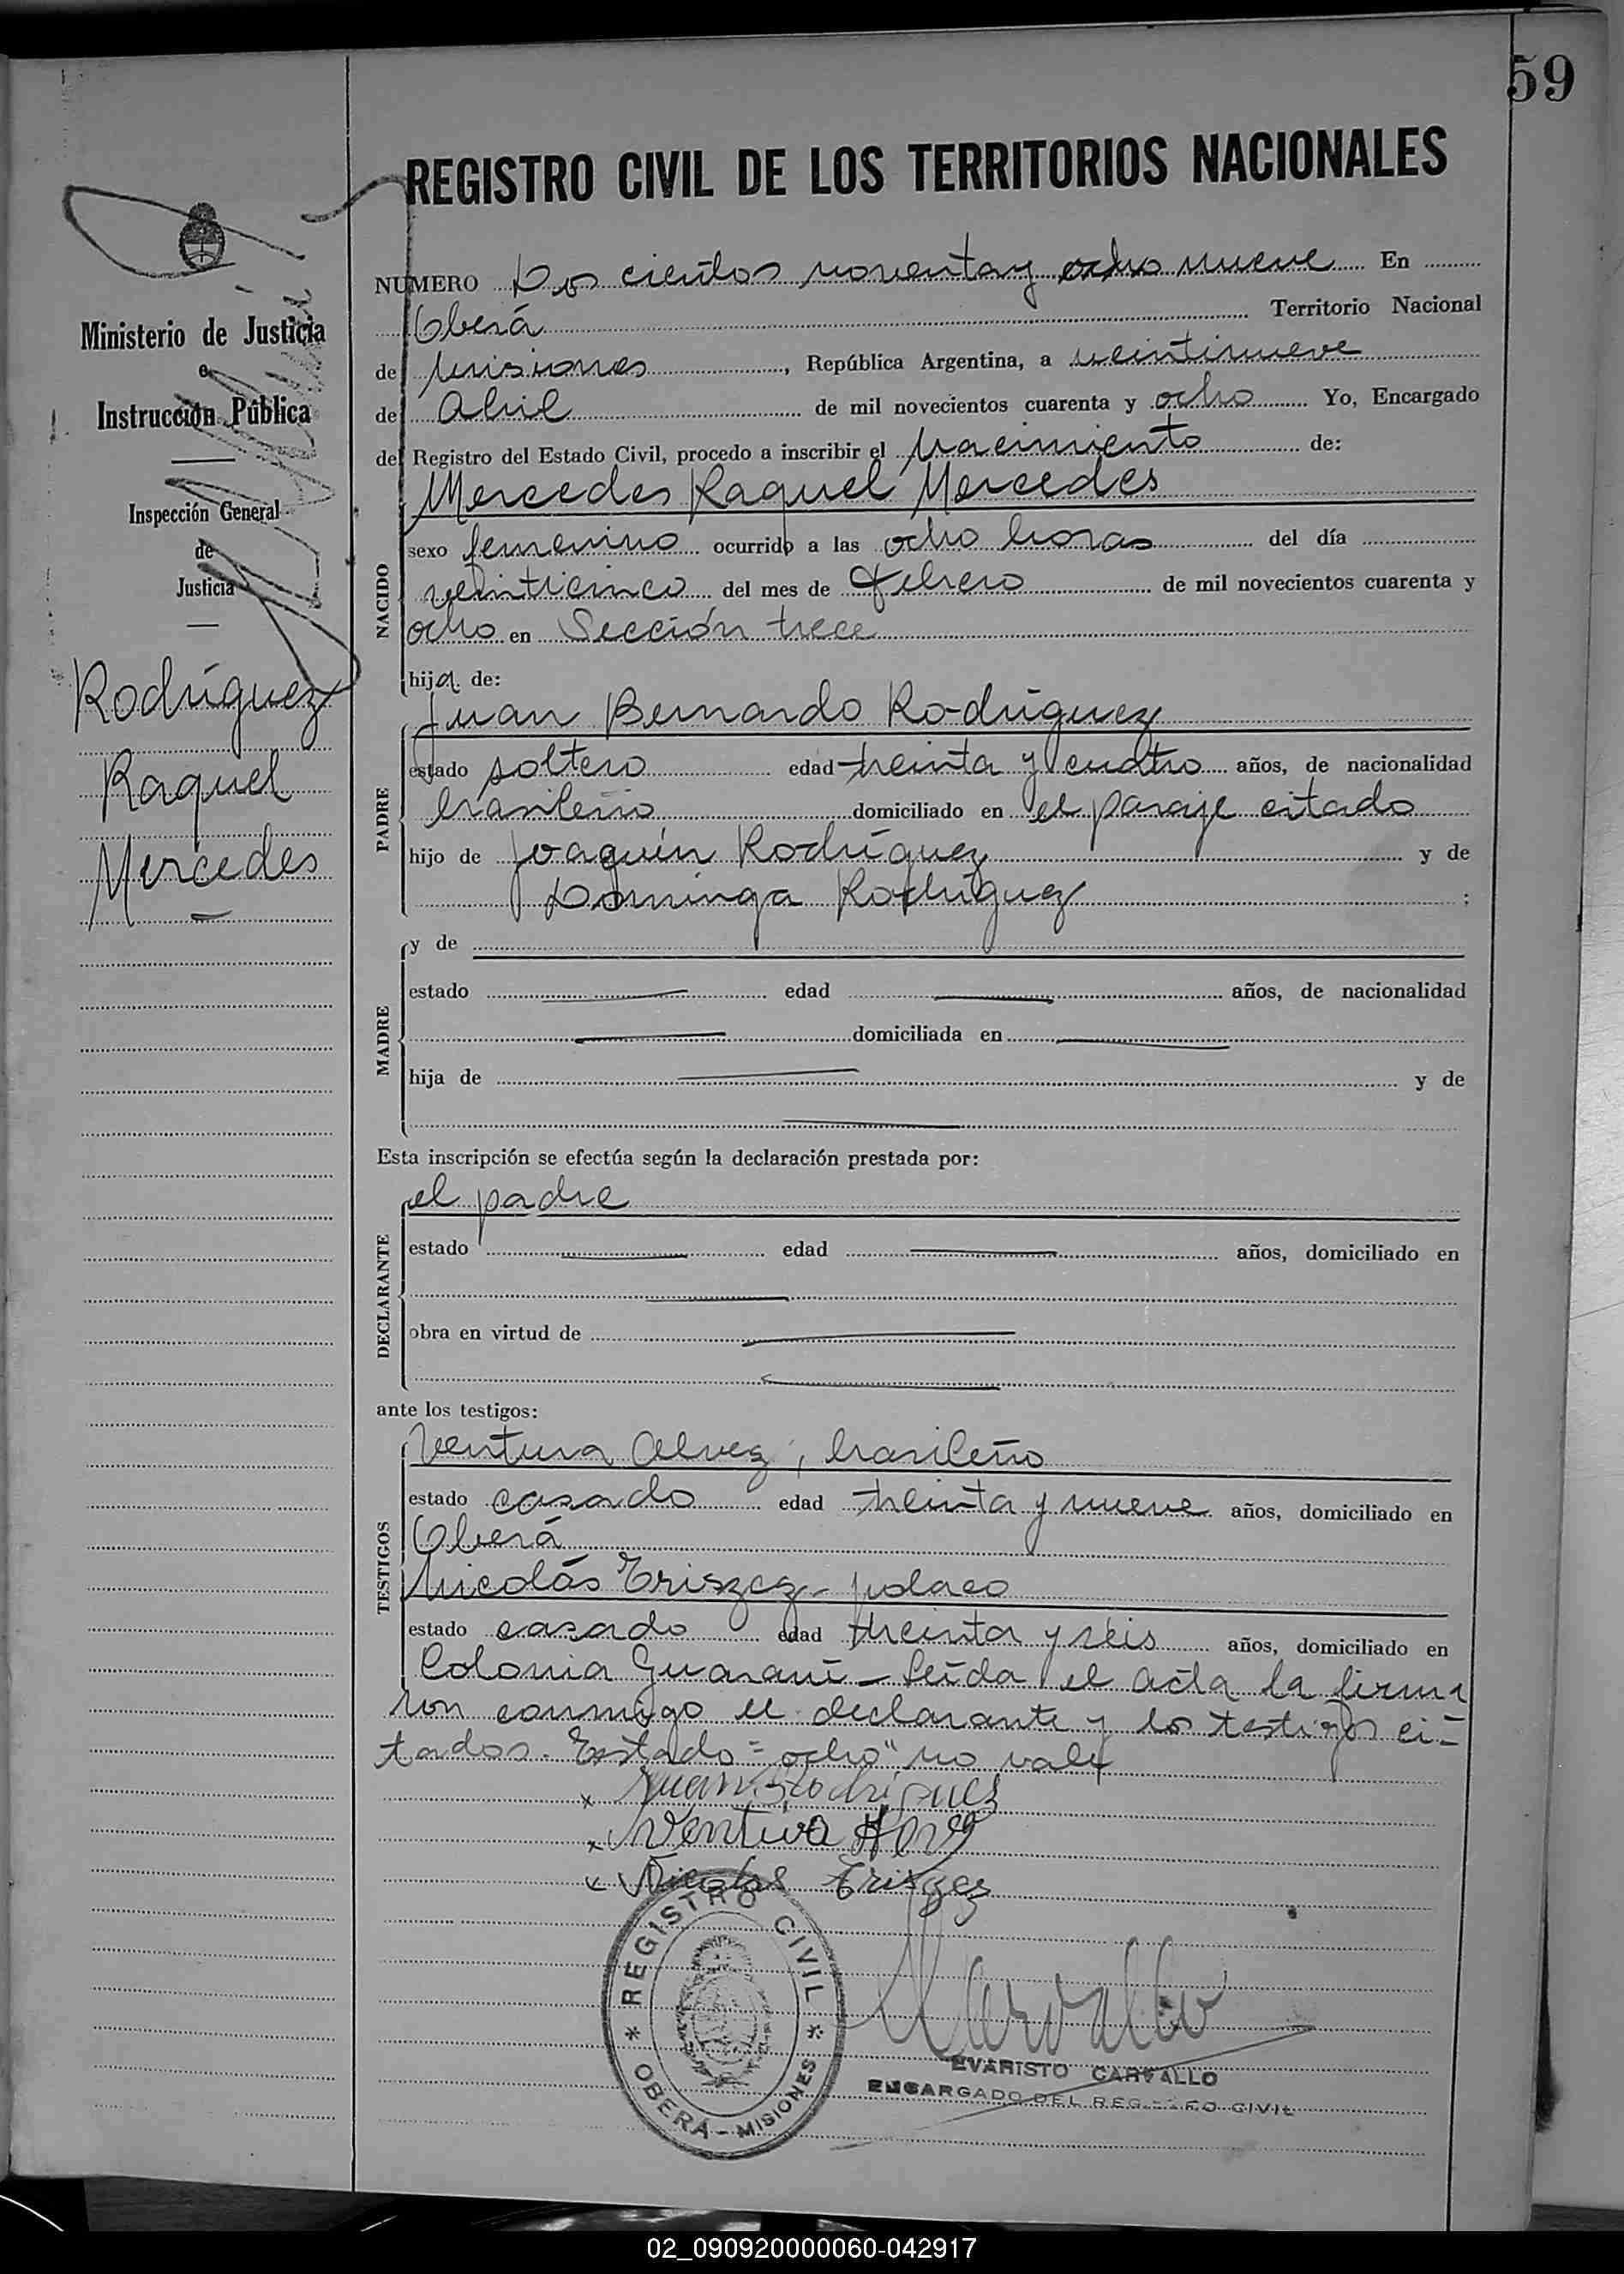 59
REGISTRO CIVIL DE LOS TERRITORIOS NACIONALES
Ministerio de Justicia
e
Instrucción Pública
Inspección General
de
Justicia
Rodríguez
Raquel
Mercedes
NUMERO Dos cientos noventa y ocho nueve En
Oberá Territorio Nacional
de Misiones, República Argentina, a veintinueve
de Abril de mil novecientos cuarenta y ocho Yo, Encargado
del Registro del Estado Civil, procedo a inscribir el nacimiento de:
NACIDO
Mercedes Raquel Mercedes
sexo femenino ocurrido a las ocho horas del día
veinticinco del mes de Febrero de mil novecientos cuarenta y
ocho en Sección trece
hija de:
PADRE
Juan Bernardo Rodríguez
estado soltero edad treinta y cuatro años, de nacionalidad
brasileño domiciliado en el paraje citado
hijo de Joaquín Rodríguez y de
Dominga Rodríguez ;
MADRE
y de
estado edad años, de nacionalidad
domiciliada en
hija de y de
Esta inscripción se efectúa según la declaración prestada por:
DECLARANTE
el padre
estado edad años, domiciliado en
obra en virtud de
ante los testigos:
TESTIGOS
Ventura Alvez, brasileño
estado casado edad treinta y nueve años, domiciliado en
Oberá
Nicolás Eriszez - polaco
estado casado edad treinta y seis años, domiciliado en
Colonia Guaraní - Leída el acta la firma
ron conmigo el declarante y los testigos ci-
tados. Estado = ocho" no vale
x Juan Rodrigues
x Ventura Alvez
x Nicolas Eriszez
REGISTRO CIVIL
* OBERÁ - MISIONES *
Carvallo
EVARISTO CARVALLO
ENCARGADO DEL REGISTRO CIVIL
02_090920000060-042917